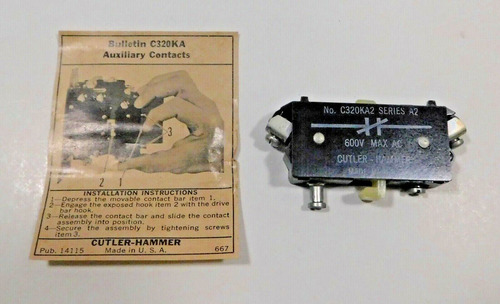 Bulletin C320KA
Auxiliary Contacts
3
2
1
INSTALLATION INSTRUCTIONS
1—Depress the movable contact bar item 1.
2—Engage the exposed hook item 2 with the drive
bar hook.
3—Release the contact bar and slide the contact
assembly into position.
4—Secure the assembly by tightening screws
item 3.
CUTLER-HAMMER
Pub. 14115 Made in U. S. A. 667
No. C320KA2 SERIES A2
600V MAX AC
CUTLER-HAMMER